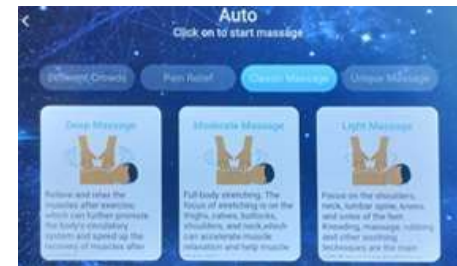 Auto
Click on to start massage
Different Crowds
Pain Relief
Classic Massage
Unique Massage
Deep Massage
Relieve and relax the
muscles after exercise,
which can further promote
the body's circulatory
system and speed up the
recovery of muscles after
Moderate Massage
Full-body stretching. The
focus of stretching is on the
thighs, calves, buttocks,
shoulders, and neck,which
can accelerate muscle
relaxation and help muscle
Light Massage
Focus on the shoulders,
neck, lumbar spine, knees,
and soles of the feet.
Kneading, massage, rubbing
and other soothing
techniques are the main